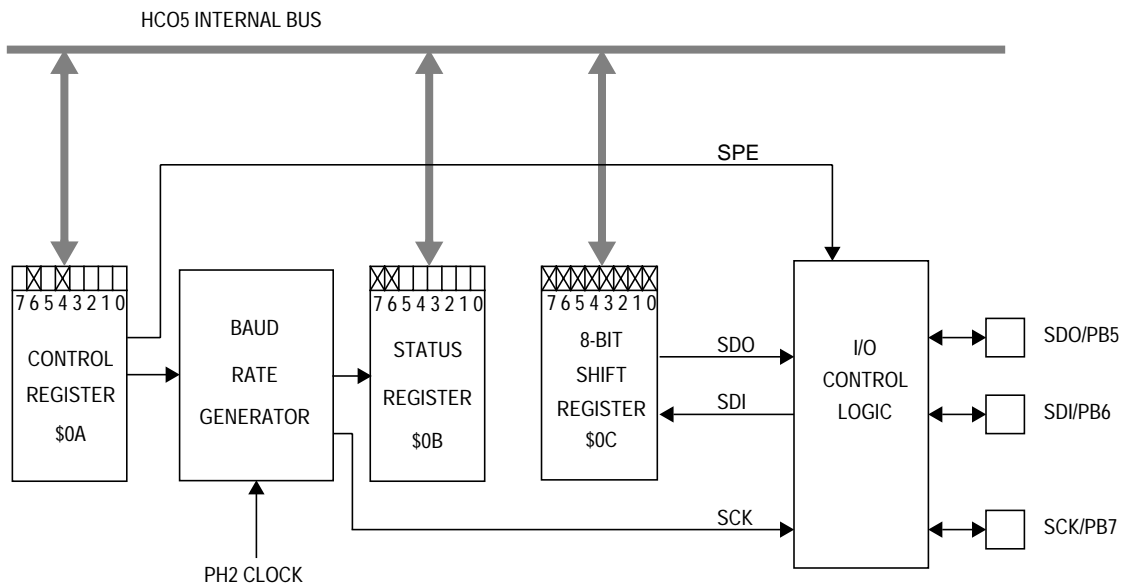 HCO5 INTERNAL BUS
SPE
7 6 5 4 3 2 1 0
CONTROL
REGISTER
$0A
BAUD
RATE
GENERATOR
7 6 5 4 3 2 1 0
STATUS
REGISTER
$0B
7 6 5 4 3 2 1 0
8-BIT
SHIFT
REGISTER
$0C
SDO
SDI
SCK
I/O
CONTROL
LOGIC
SDO/PB5
SDI/PB6
SCK/PB7
PH2 CLOCK